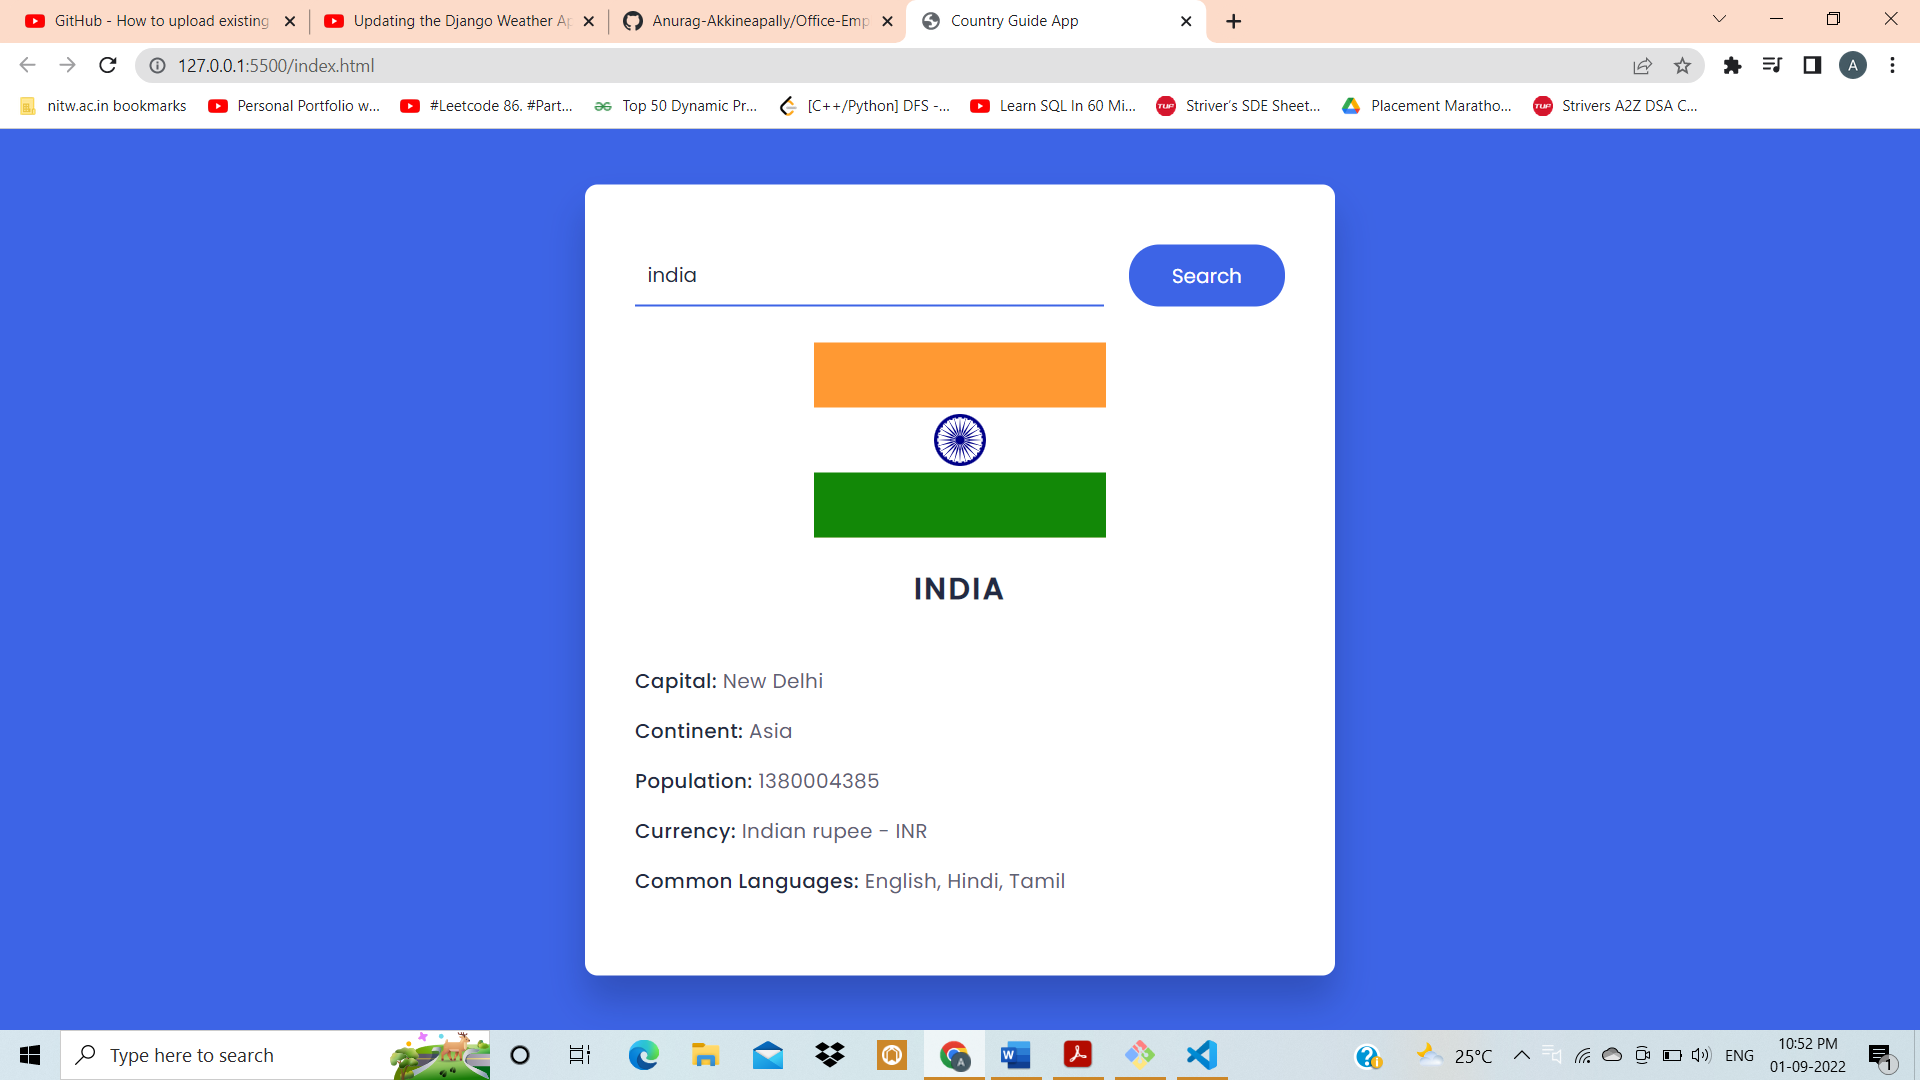 GitHub - How to upload existing
Updating the Django Weather Ap
Anurag-Akkineapally/Office-Emp
Country Guide App
127.0.0.1:5500/index.html
A
nitw.ac.in bookmarks
Personal Portfolio w...
#Leetcode 86. #Part...
Top 50 Dynamic Pr...
[C++/Python] DFS -...
Learn SQL In 60 Mi...
Striver's SDE Sheet...
Placement Maratho...
Strivers A2Z DSA C...
india
Search
INDIA
Capital: New Delhi
Continent: Asia
Population: 1380004385
Currency: Indian rupee - INR
Common Languages: English, Hindi, Tamil
Type here to search
25°C
ENG
10:52 PM
01-09-2022
1